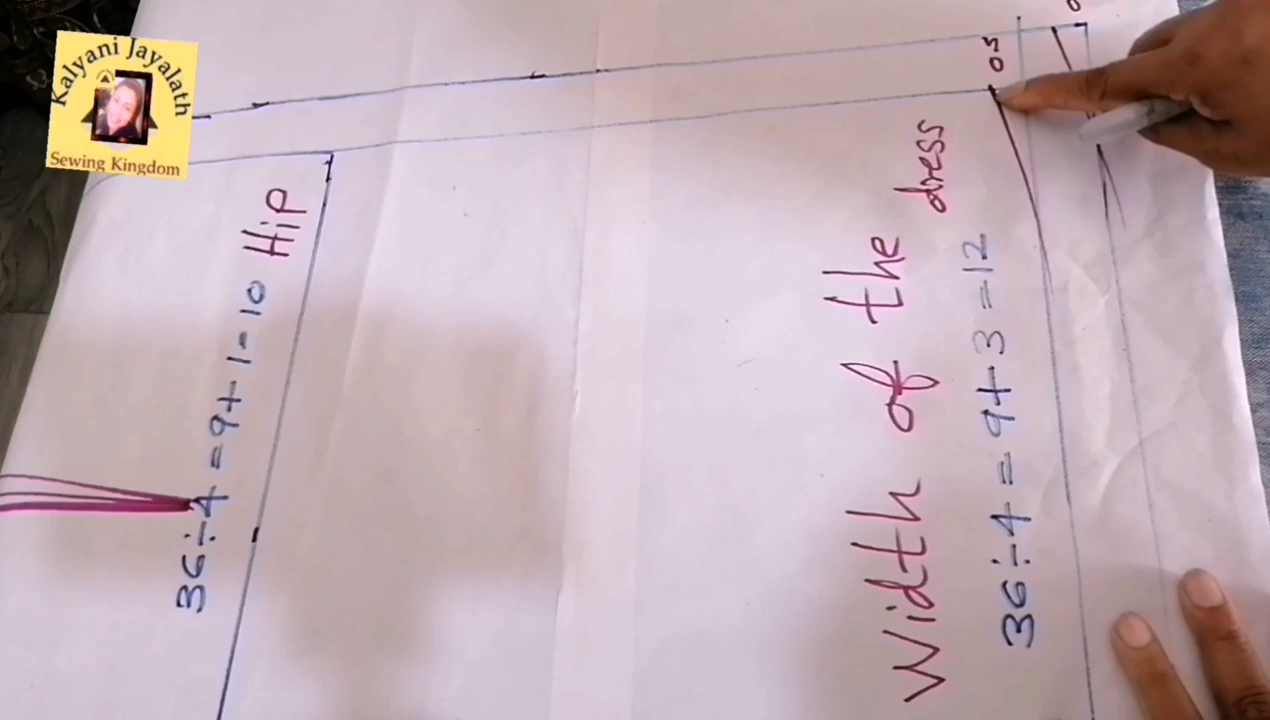 Kalyani Jayalath
Sewing Kingdom
36÷4=9+1=10 Hip
Width of the dress
36÷4=9+3=12
0.5